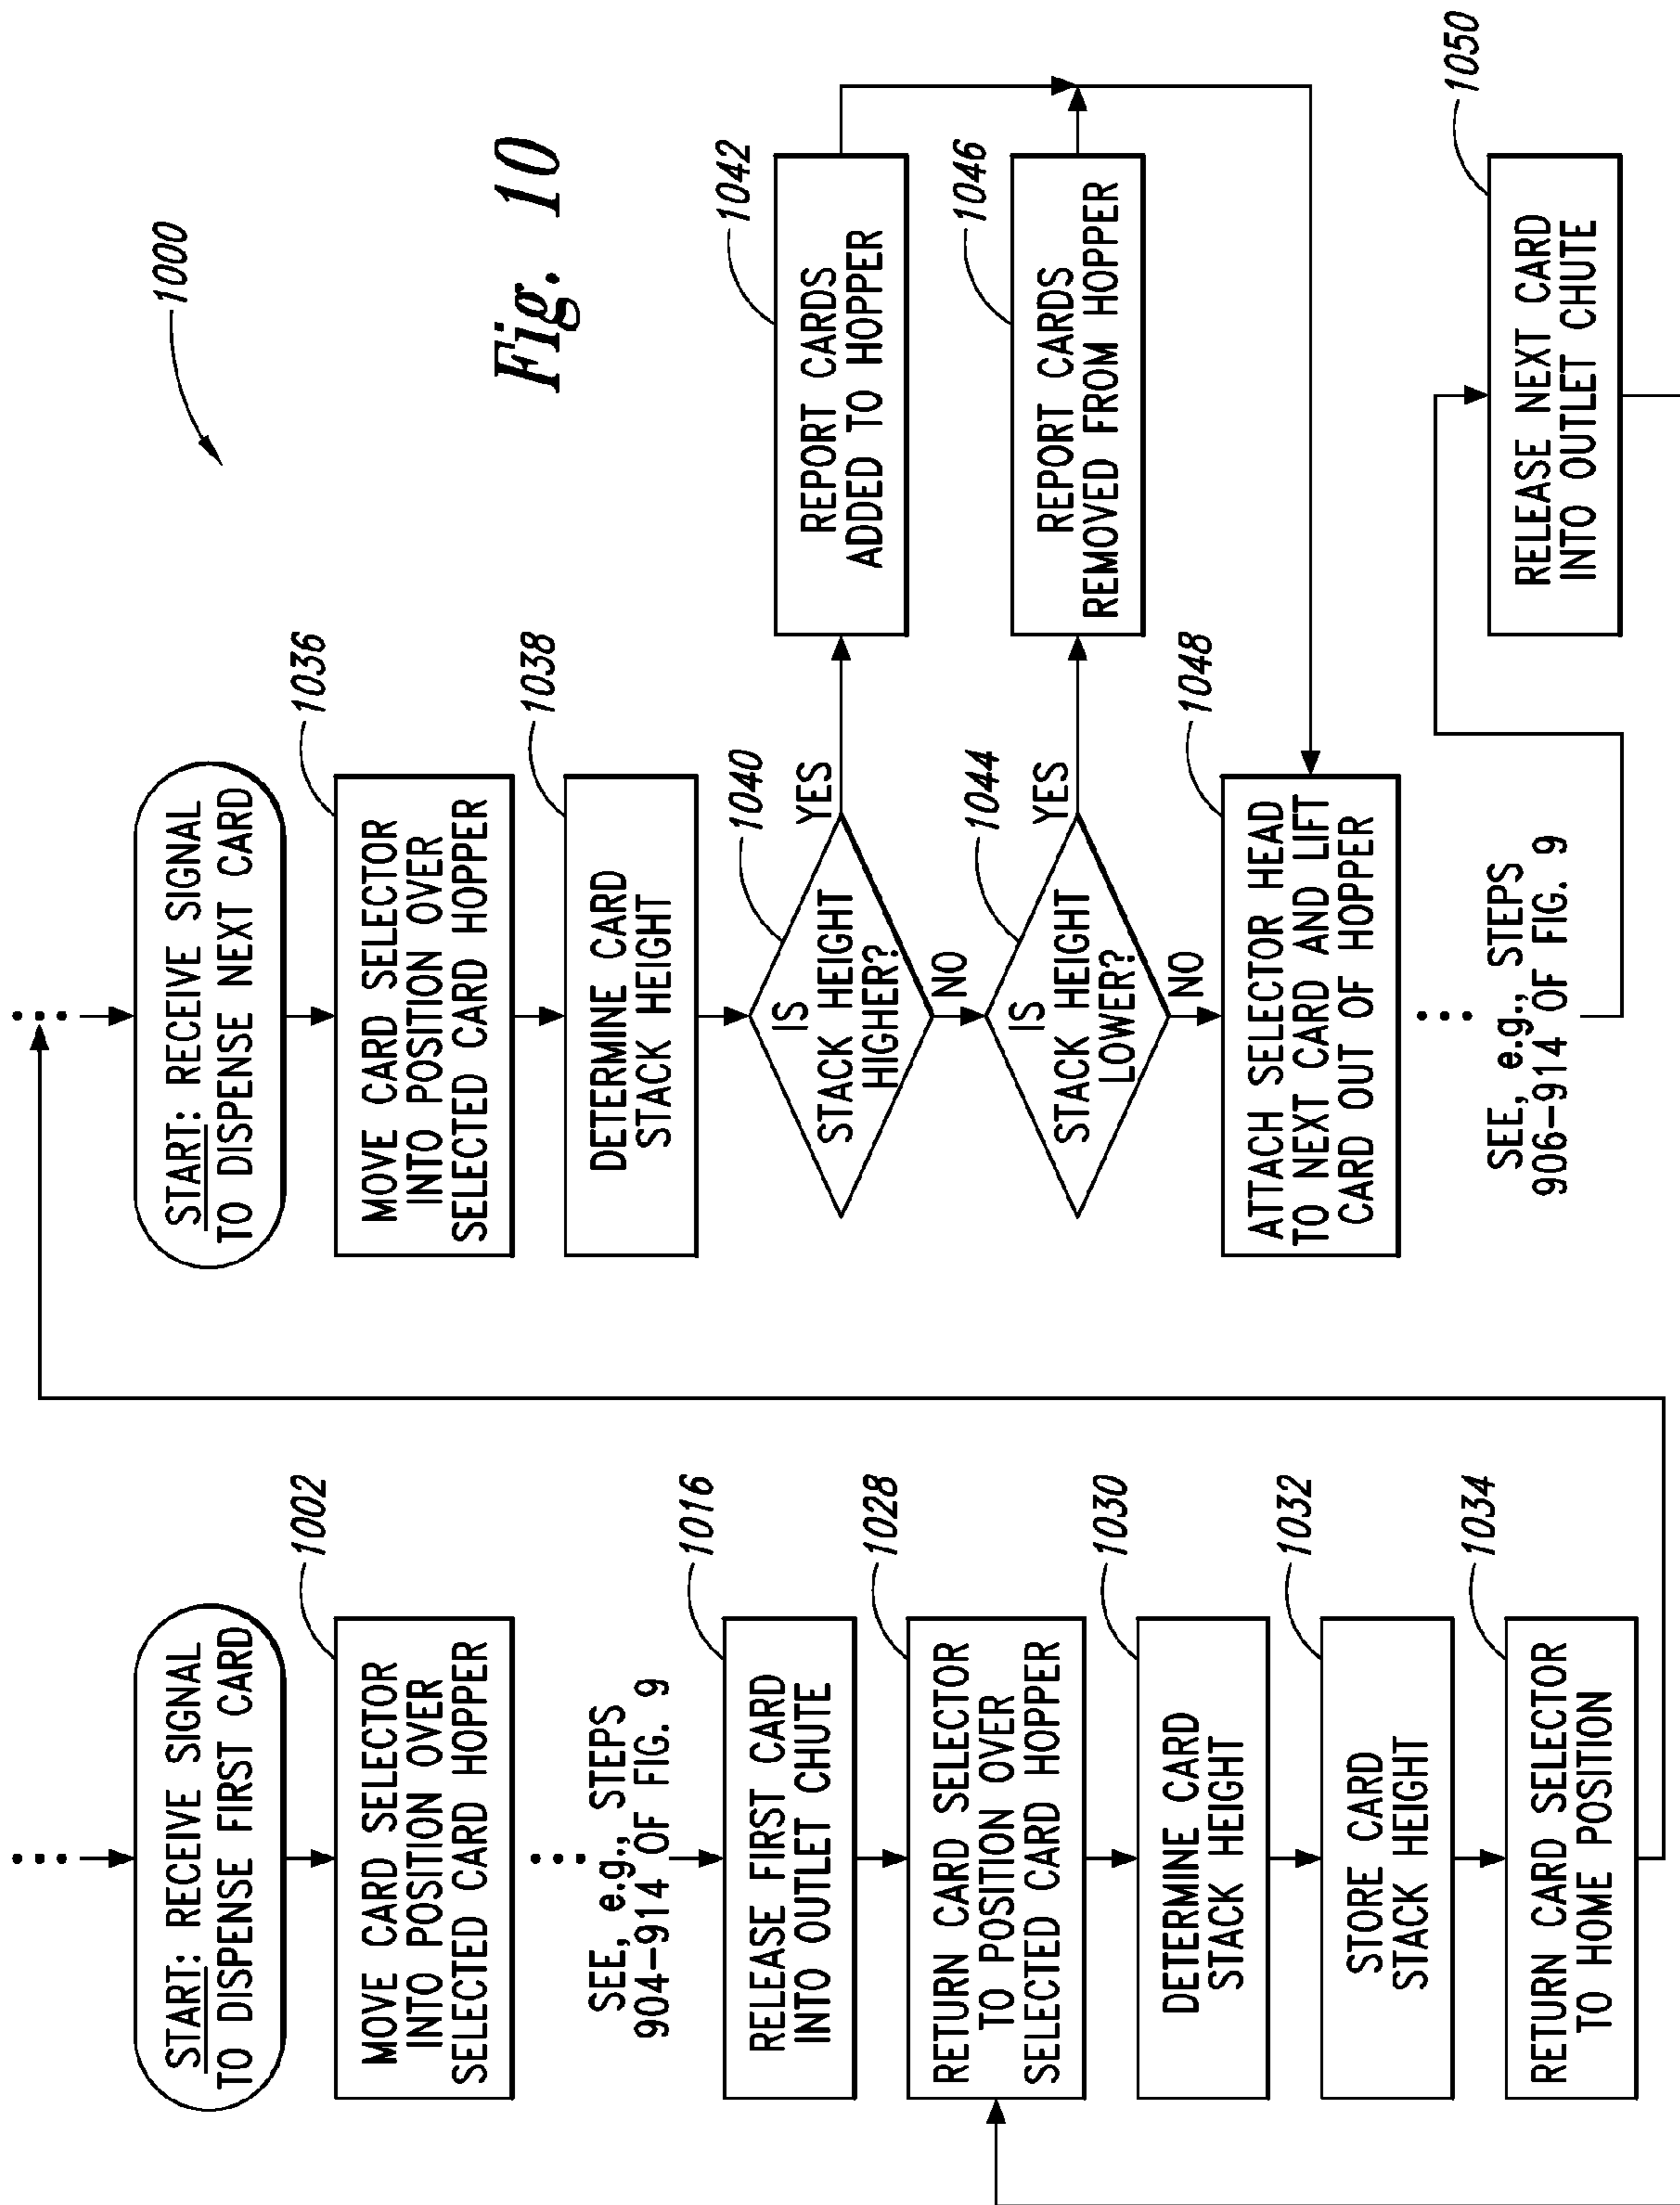 1000
Fig. 10
START: RECEIVE SIGNAL
TO DISPENSE FIRST CARD
1002
MOVE CARD SELECTOR
INTO POSITION OVER
SELECTED CARD HOPPER
SEE, e.g., STEPS
904-914 OF FIG. 9
1016
RELEASE FIRST CARD
INTO OUTLET CHUTE
1028
RETURN CARD SELECTOR
TO POSITION OVER
SELECTED CARD HOPPER
1030
DETERMINE CARD
STACK HEIGHT
1032
STORE CARD
STACK HEIGHT
1034
RETURN CARD SELECTOR
TO HOME POSITION
START: RECEIVE SIGNAL
TO DISPENSE NEXT CARD
1036
MOVE CARD SELECTOR
INTO POSITION OVER
SELECTED CARD HOPPER
1038
DETERMINE CARD
STACK HEIGHT
1040
IS
STACK HEIGHT
HIGHER?
YES
NO
1042
REPORT CARDS
ADDED TO HOPPER
1044
IS
STACK HEIGHT
LOWER?
YES
NO
1046
REPORT CARDS
REMOVED FROM HOPPER
1048
ATTACH SELECTOR HEAD
TO NEXT CARD AND LIFT
CARD OUT OF HOPPER
SEE, e.g., STEPS
906-914 OF FIG. 9
1050
RELEASE NEXT CARD
INTO OUTLET CHUTE